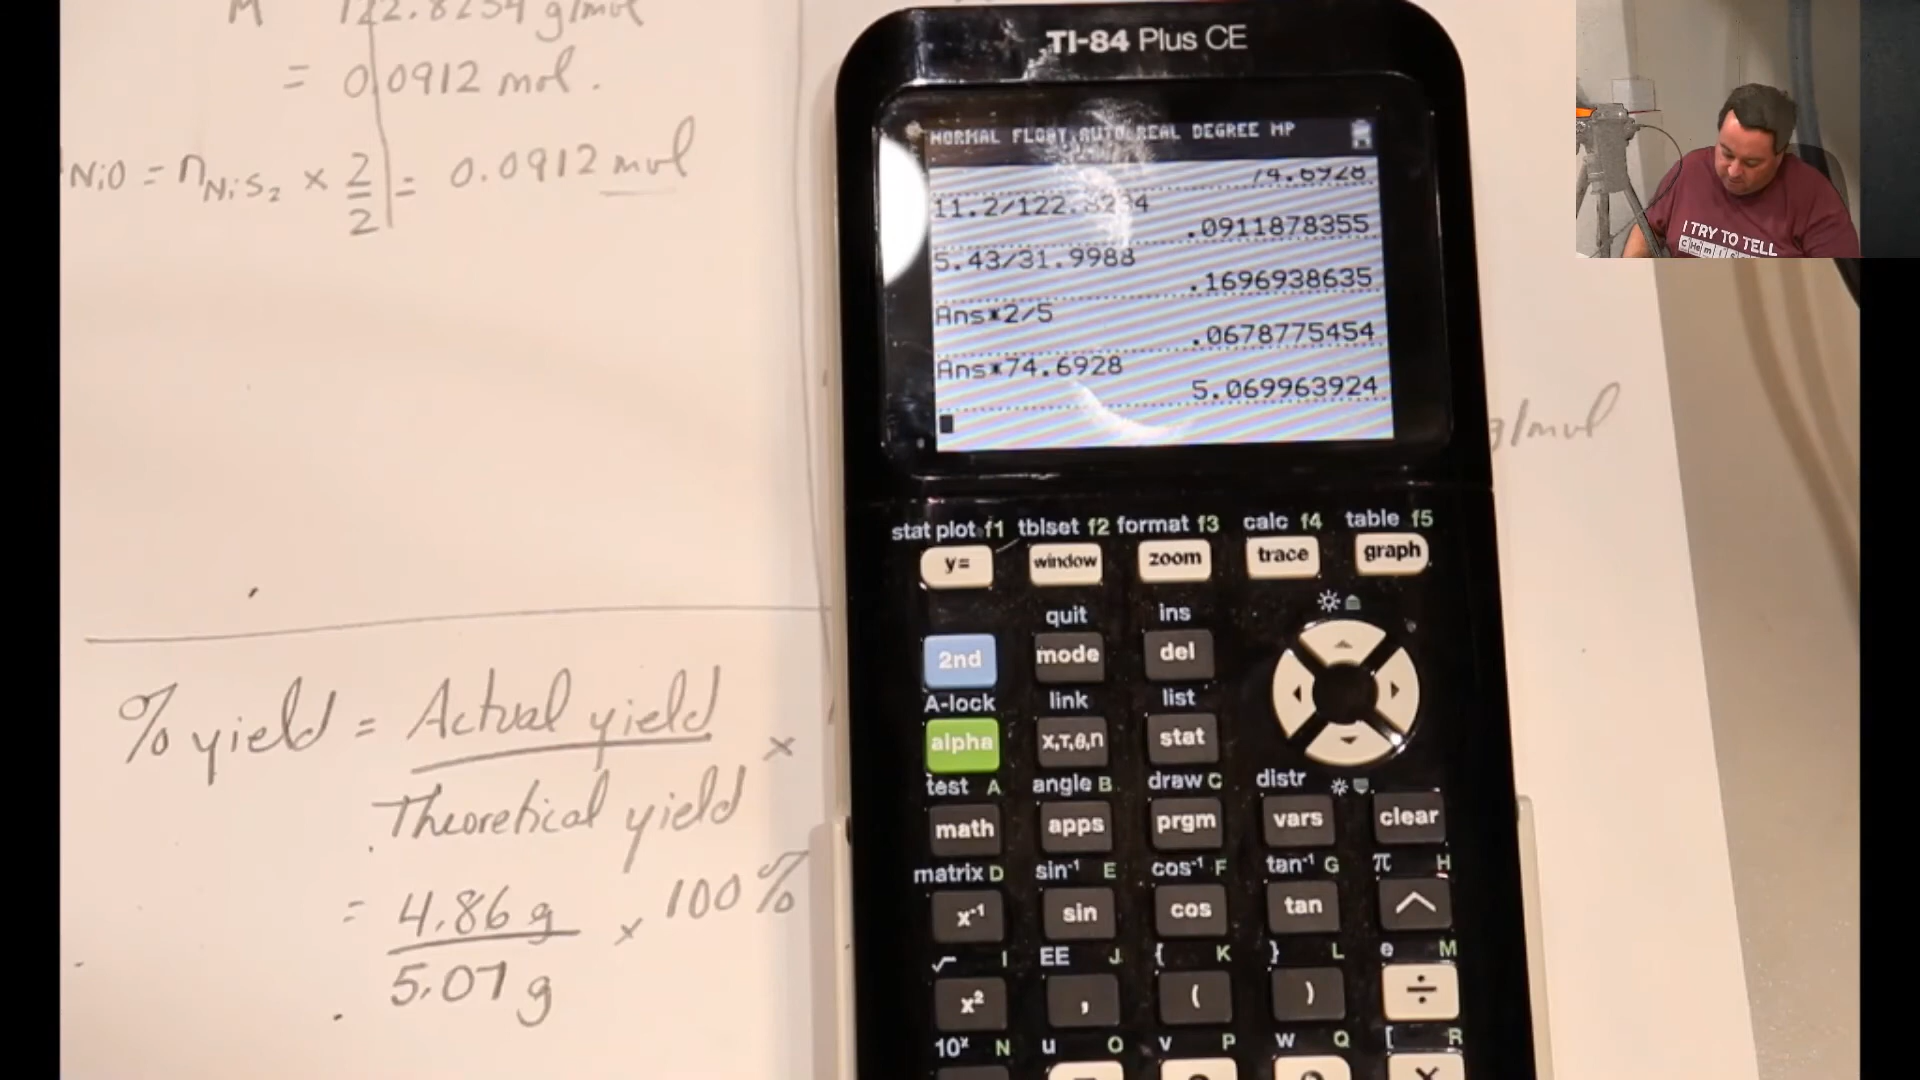 M 122.8234 g/mol
= 0.0912 mol.
NiO = nNiS₂ × 2/2 = 0.0912 mol
% yield = Actual yield / Theoretical yield ×
= 4.86 g / 5.07 g × 100%
TI-84 Plus CE
NORMAL FLOAT AUTO REAL DEGREE MP
74.6928
11.2/122.8234
.0911878355
5.43/31.9988
.1696938635
Ans*2/5
.0678775454
Ans*74.6928
5.069963924
stat plot f1 tblset f2 format f3 calc f4 table f5
y= window zoom trace graph
quit ins
2nd mode del
A-lock link list
alpha X,T,θ,n stat
test A angle B draw C distr
math apps prgm vars clear
matrix D sin⁻¹ E cos⁻¹ F tan⁻¹ G π H
x⁻¹ sin cos tan ^
√ I EE J { K } L e M
x² , ( ) ÷
10ˣ N u O v P w Q [ R
×
g/mol
I TRY TO TELL